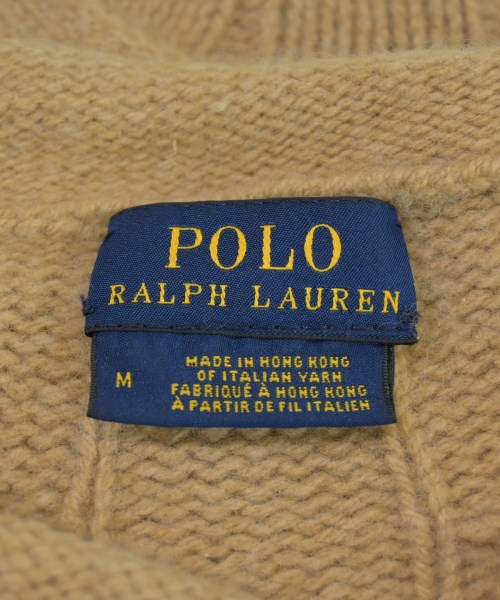 POLO
RALPH LAUREN
M
MADE IN HONG KONG
OF ITALIAN YARN
FABRIQUÉ À HONG KONG
À PARTIR DE FIL ITALIEN